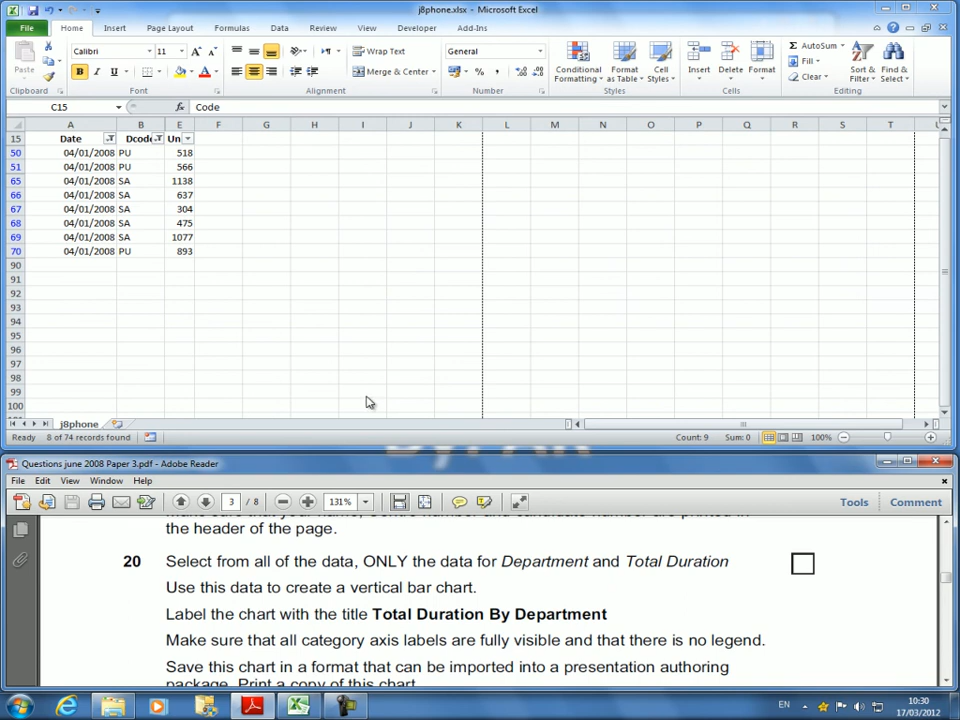 j8phone.xlsx - Microsoft Excel
File Home Insert Page Layout Formulas Data Review View Developer Add-Ins
Paste Calibri 11 A A Wrap Text General Conditional Formatting Format as Table Cell Styles Insert Delete Format AutoSum Fill Clear Sort & Filter Find & Select
B I U A Merge & Center % ,
Clipboard Font Alignment Number Styles Cells Editing
C15 fx Code
A B E F G H I J K L M N O P Q R S T
15 Date Dcode Un
50 04/01/2008 PU 518
51 04/01/2008 PU 566
65 04/01/2008 SA 1138
66 04/01/2008 SA 637
67 04/01/2008 SA 304
68 04/01/2008 SA 475
69 04/01/2008 SA 1077
70 04/01/2008 PU 893
90
91
92
93
94
95
96
97
98
99
100
j8phone
Ready 8 of 74 records found Count: 9 Sum: 0 100%
Questions june 2008 Paper 3.pdf - Adobe Reader
File Edit View Window Help
3 / 8 131% Tools Comment
the header of the page.
20 Select from all of the data, ONLY the data for Department and Total Duration
Use this data to create a vertical bar chart.
Label the chart with the title Total Duration By Department
Make sure that all category axis labels are fully visible and that there is no legend.
Save this chart in a format that can be imported into a presentation authoring
package. Print a copy of this chart.
EN 10:30
17/03/2012